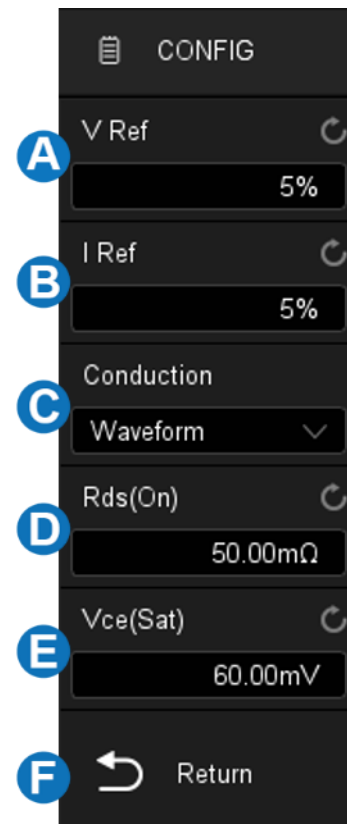 CONFIG
V Ref
A
5%
I Ref
B
5%
Conduction
C
Waveform
Rds(On)
D
50.00mΩ
Vce(Sat)
E
60.00mV
F
Return